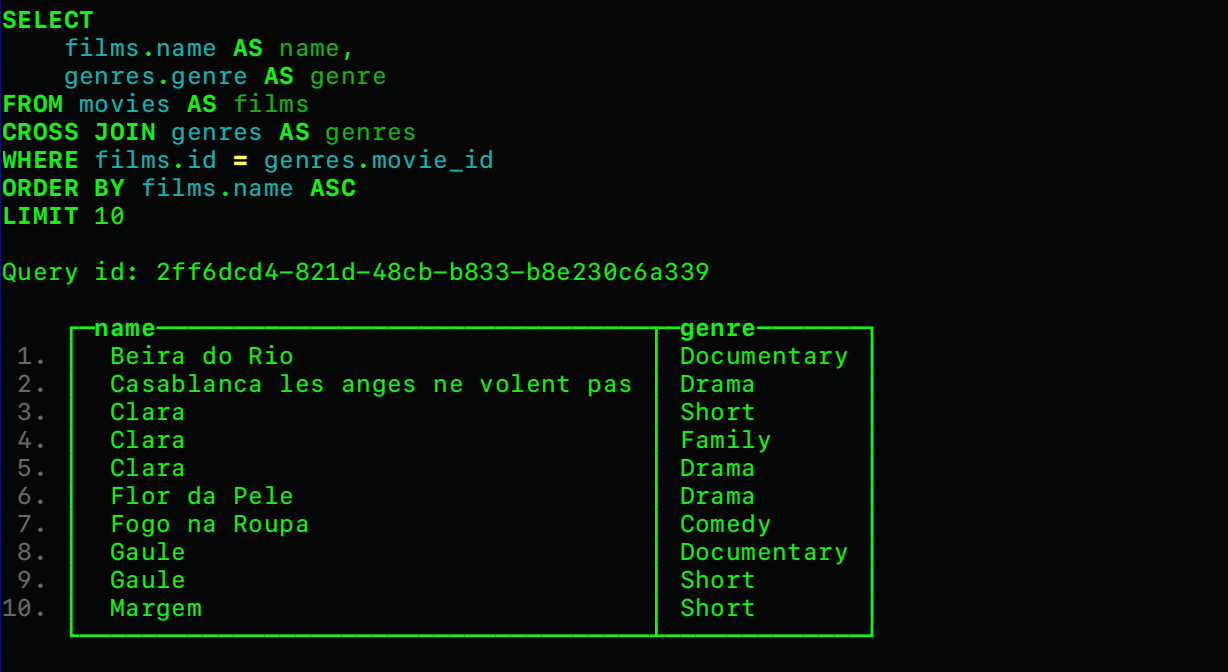 SELECT
    films.name AS name,
    genres.genre AS genre
FROM movies AS films
CROSS JOIN genres AS genres
WHERE films.id = genres.movie_id
ORDER BY films.name ASC
LIMIT 10

Query id: 2ff6dcd4-821d-48cb-b833-b8e230c6a339

name genre
1. Beira do Rio Documentary
2. Casablanca les anges ne volent pas Drama
3. Clara Short
4. Clara Family
5. Clara Drama
6. Flor da Pele Drama
7. Fogo na Roupa Comedy
8. Gaule Documentary
9. Gaule Short
10. Margem Short